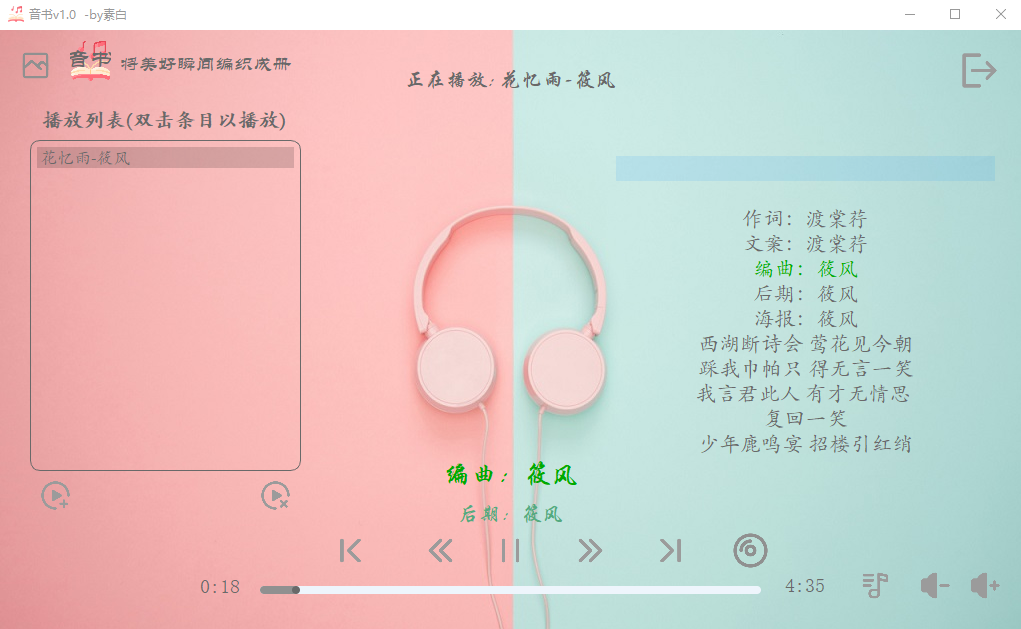 音书v1.0 -by素白
音书 将美好瞬间编织成册
正在播放: 花忆雨-筱风
播放列表(双击条目以播放)
花忆雨-筱风
作词：渡棠荇
文案：渡棠荇
编曲：筱风
后期：筱风
海报：筱风
西湖断诗会 莺花见今朝
踩我巾帕只 得无言一笑
我言君此人 有才无情思
复回一笑
少年鹿鸣宴 招楼引红绡
编曲：筱风
后期：筱风
0:18
4:35